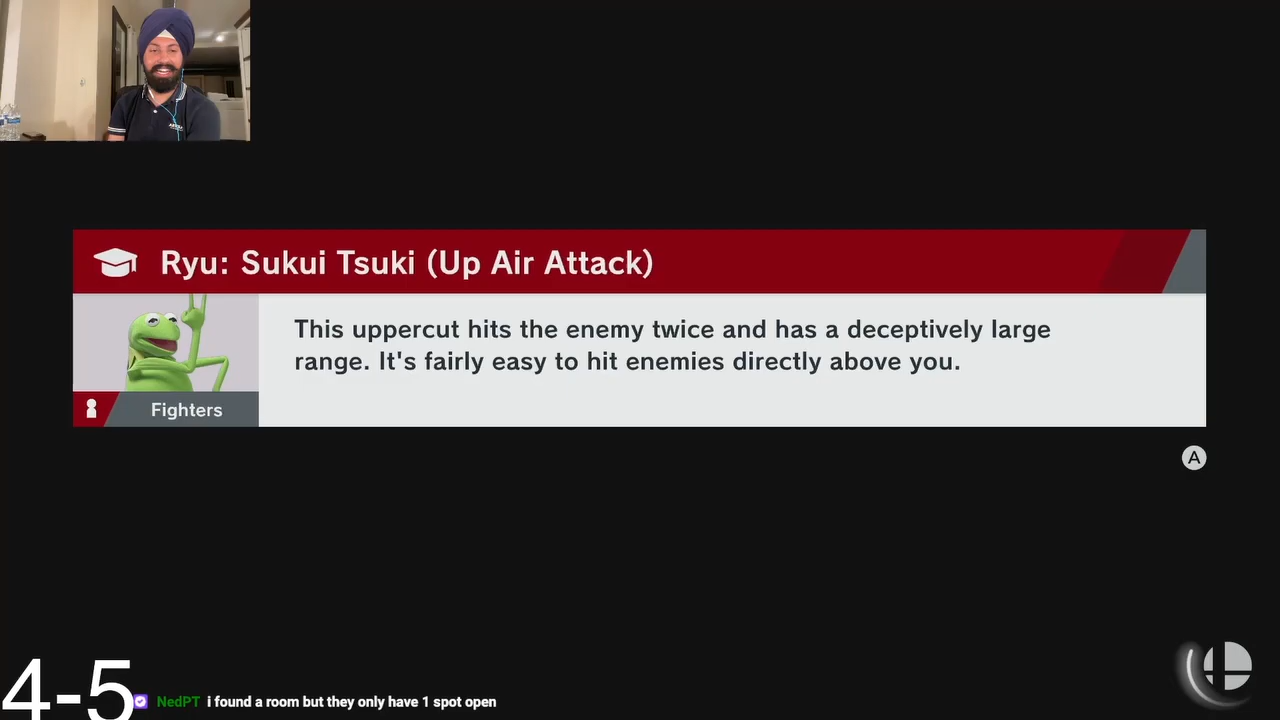 Ryu: Sukui Tsuki (Up Air Attack)
This uppercut hits the enemy twice and has a deceptively large
range. It's fairly easy to hit enemies directly above you.
Fighters
A
4-5
NedPT i found a room but they only have 1 spot open